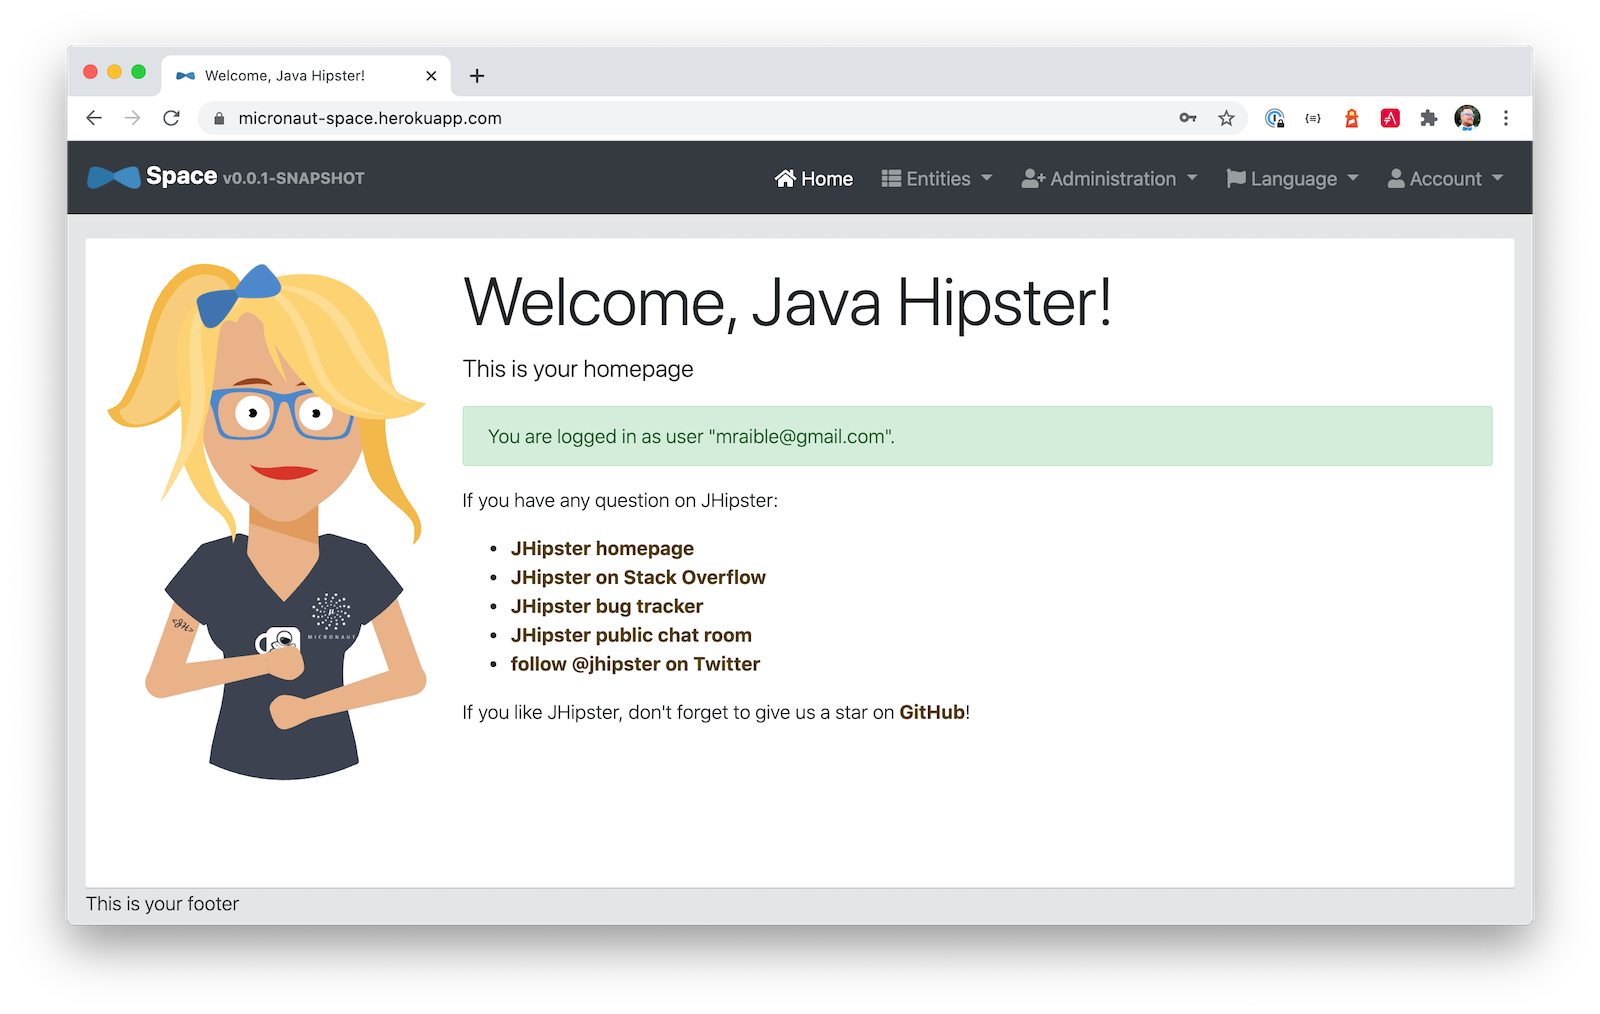 Welcome, Java Hipster!
micronaut-space.herokuapp.com
Space v0.0.1-SNAPSHOT
Home Entities Administration Language Account
Welcome, Java Hipster!
This is your homepage
You are logged in as user "mraible@gmail.com".
If you have any question on JHipster:
JHipster homepage
JHipster on Stack Overflow
JHipster bug tracker
JHipster public chat room
follow @jhipster on Twitter
If you like JHipster, don't forget to give us a star on GitHub!
<JH>
MICRONAUT
This is your footer